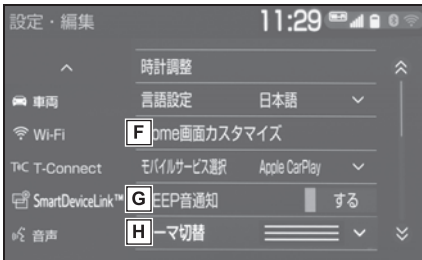 設定・編集 11:29
時計調整
車両 言語設定 日本語
Wi-Fi F ome画面カスタマイズ
T-Connect モバイルサービス選択 Apple CarPlay
SmartDeviceLink™ G EEP音通知 する
音声 H ーマ切替